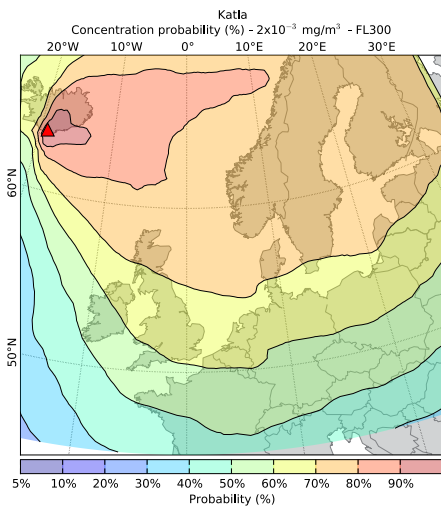 Katla
Concentration probability (%) - 2x10⁻³ mg/m³ - FL300
20°W 10°W 0° 10°E 20°E 30°E
60°N
50°N
5% 10% 20% 30% 40% 50% 60% 70% 80% 90%
Probability (%)